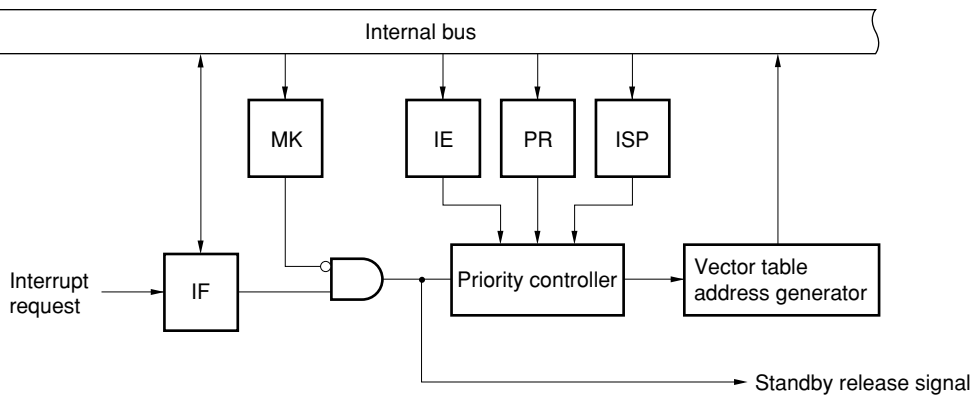 Internal bus
MK
IE
PR
ISP
Interrupt
request
IF
Priority controller
Vector table
address generator
Standby release signal